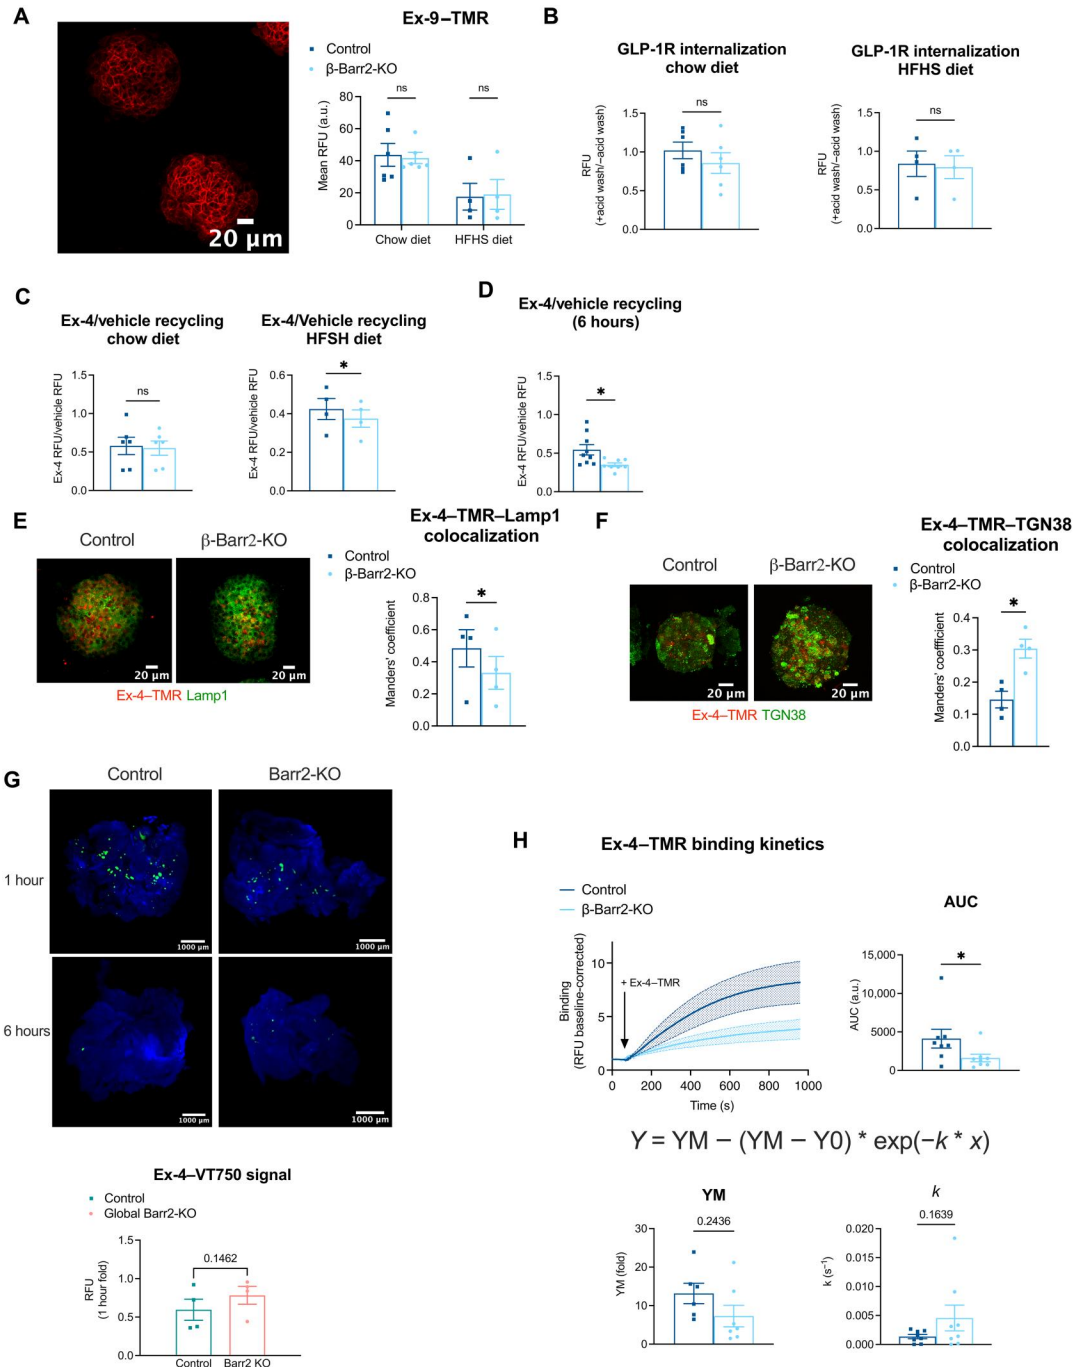 A
Ex-9–TMR
Control
β-Barr2-KO
ns
ns
Mean RFU (a.u.)
80
60
40
20
0
Chow diet
HFHS diet
20 μm
B
GLP-1R internalization
chow diet
ns
RFU
(+acid wash/−acid wash)
1.5
1.0
0.5
0.0
GLP-1R internalization
HFHS diet
ns
RFU
(+acid wash/−acid wash)
1.5
1.0
0.5
0.0
C
Ex-4/vehicle recycling
chow diet
ns
Ex-4 RFU/vehicle RFU
1.5
1.0
0.5
0.0
Ex-4/Vehicle recycling
HFSH diet
*
Ex-4 RFU/vehicle RFU
0.6
0.4
0.2
0.0
D
Ex-4/vehicle recycling
(6 hours)
*
Ex-4 RFU/vehicle RFU
1.5
1.0
0.5
0.0
E
Control
β-Barr2-KO
20 μm
20 μm
Ex-4–TMR Lamp1
Ex-4–TMR–Lamp1
colocalization
Control
β-Barr2-KO
*
Manders' coefficient
0.8
0.6
0.4
0.2
0.0
F
Control
β-Barr2-KO
20 μm
20 μm
Ex-4–TMR TGN38
Ex-4–TMR–TGN38
colocalization
Control
β-Barr2-KO
*
Manders' coeffficient
0.4
0.3
0.2
0.1
0.0
G
Control
Barr2-KO
1 hour
1000 μm
1000 μm
6 hours
1000 μm
1000 μm
Ex-4–VT750 signal
Control
Global Barr2-KO
0.1462
RFU
(1 hour fold)
1.5
1.0
0.5
0.0
Control
Barr2 KO
H
Ex-4–TMR binding kinetics
Control
β-Barr2-KO
+ Ex-4–TMR
Binding
(RFU baseline-corrected)
10
5
0
0
200
400
600
800
1000
Time (s)
AUC
*
AUC (a.u.)
15,000
10,000
5000
0
Y = YM − (YM − Y0) * exp(−k * x)
YM
0.2436
YM (fold)
30
20
10
0
k
0.1639
k (s⁻¹)
0.020
0.015
0.010
0.005
0.000